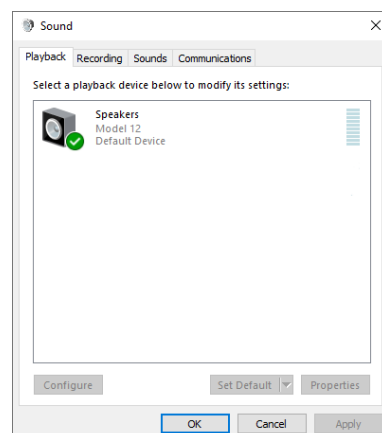 Sound
Playback Recording Sounds Communications
Select a playback device below to modify its settings:
Speakers
Model 12
Default Device
Configure Set Default Properties
OK Cancel Apply